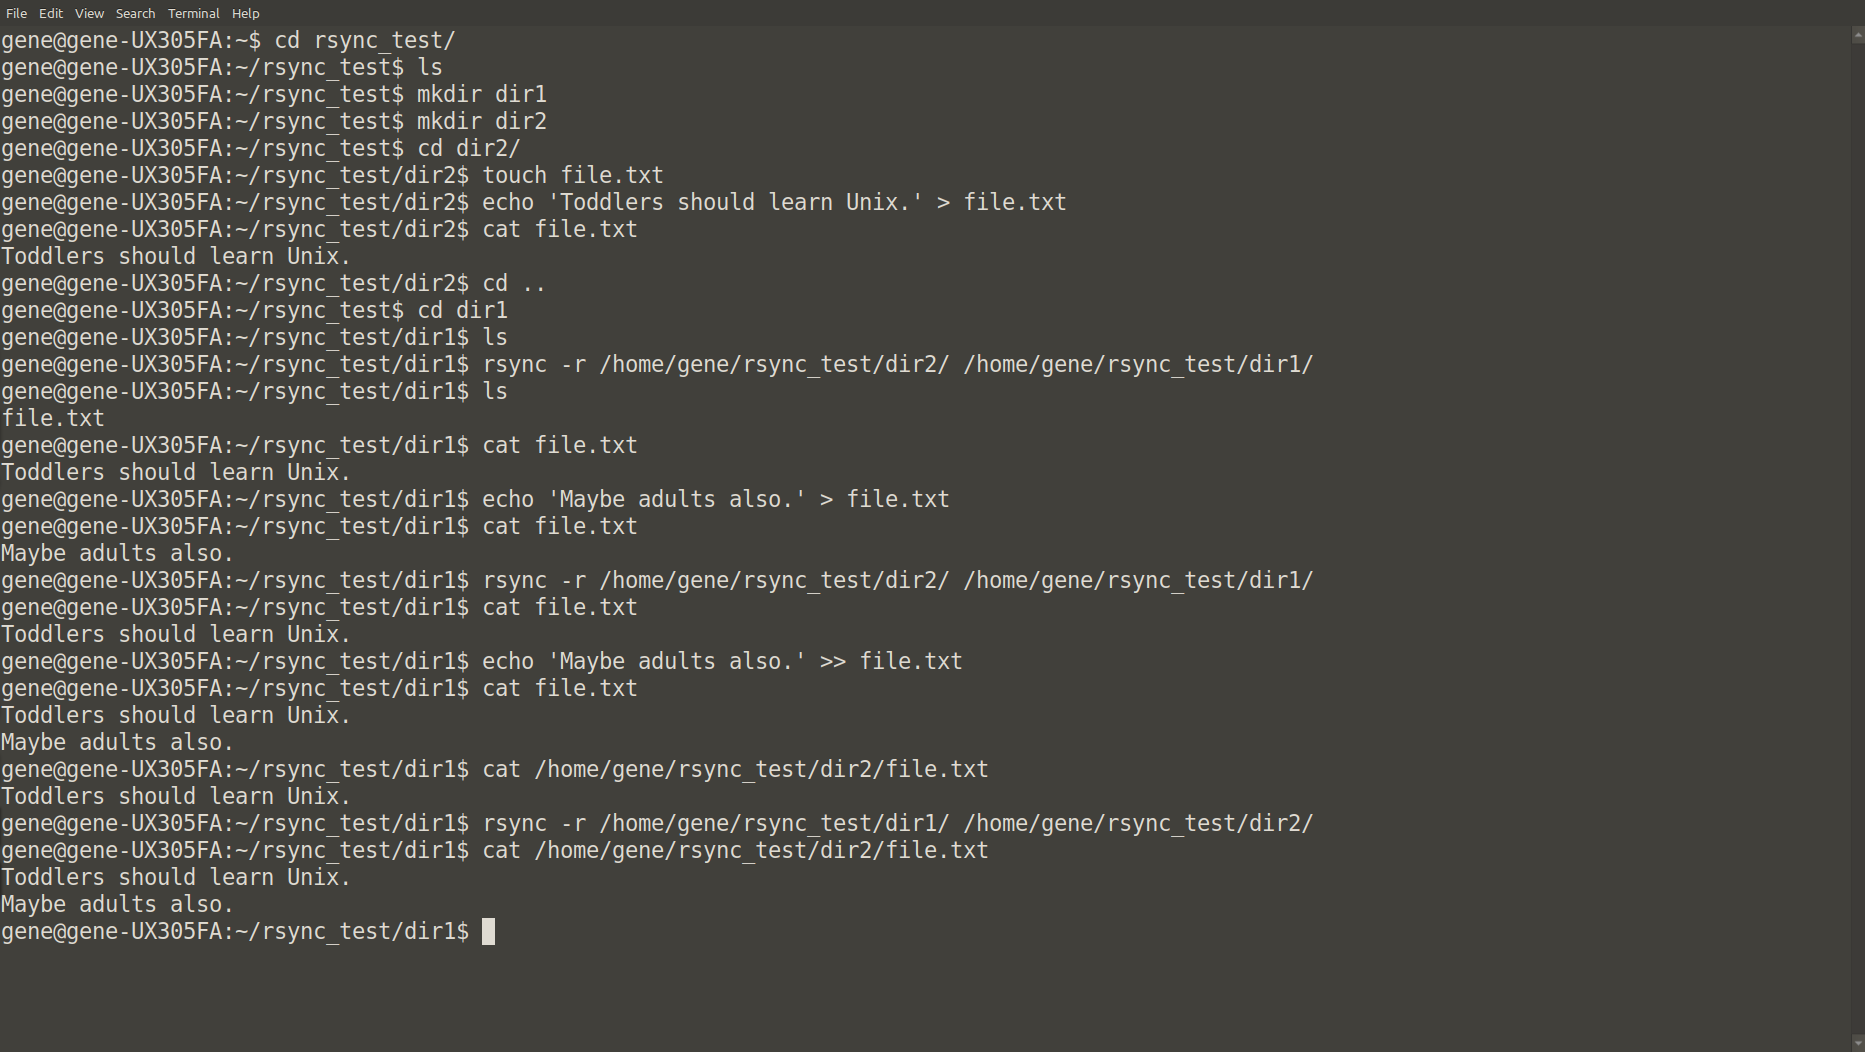 File Edit View Search Terminal Help
gene@gene-UX305FA:~$ cd rsync_test/
gene@gene-UX305FA:~/rsync_test$ ls
gene@gene-UX305FA:~/rsync_test$ mkdir dir1
gene@gene-UX305FA:~/rsync_test$ mkdir dir2
gene@gene-UX305FA:~/rsync_test$ cd dir2/
gene@gene-UX305FA:~/rsync_test/dir2$ touch file.txt
gene@gene-UX305FA:~/rsync_test/dir2$ echo 'Toddlers should learn Unix.' > file.txt
gene@gene-UX305FA:~/rsync_test/dir2$ cat file.txt
Toddlers should learn Unix.
gene@gene-UX305FA:~/rsync_test/dir2$ cd ..
gene@gene-UX305FA:~/rsync_test$ cd dir1
gene@gene-UX305FA:~/rsync_test/dir1$ ls
gene@gene-UX305FA:~/rsync_test/dir1$ rsync -r /home/gene/rsync_test/dir2/ /home/gene/rsync_test/dir1/
gene@gene-UX305FA:~/rsync_test/dir1$ ls
file.txt
gene@gene-UX305FA:~/rsync_test/dir1$ cat file.txt
Toddlers should learn Unix.
gene@gene-UX305FA:~/rsync_test/dir1$ echo 'Maybe adults also.' > file.txt
gene@gene-UX305FA:~/rsync_test/dir1$ cat file.txt
Maybe adults also.
gene@gene-UX305FA:~/rsync_test/dir1$ rsync -r /home/gene/rsync_test/dir2/ /home/gene/rsync_test/dir1/
gene@gene-UX305FA:~/rsync_test/dir1$ cat file.txt
Toddlers should learn Unix.
gene@gene-UX305FA:~/rsync_test/dir1$ echo 'Maybe adults also.' >> file.txt
gene@gene-UX305FA:~/rsync_test/dir1$ cat file.txt
Toddlers should learn Unix.
Maybe adults also.
gene@gene-UX305FA:~/rsync_test/dir1$ cat /home/gene/rsync_test/dir2/file.txt
Toddlers should learn Unix.
gene@gene-UX305FA:~/rsync_test/dir1$ rsync -r /home/gene/rsync_test/dir1/ /home/gene/rsync_test/dir2/
gene@gene-UX305FA:~/rsync_test/dir1$ cat /home/gene/rsync_test/dir2/file.txt
Toddlers should learn Unix.
Maybe adults also.
gene@gene-UX305FA:~/rsync_test/dir1$